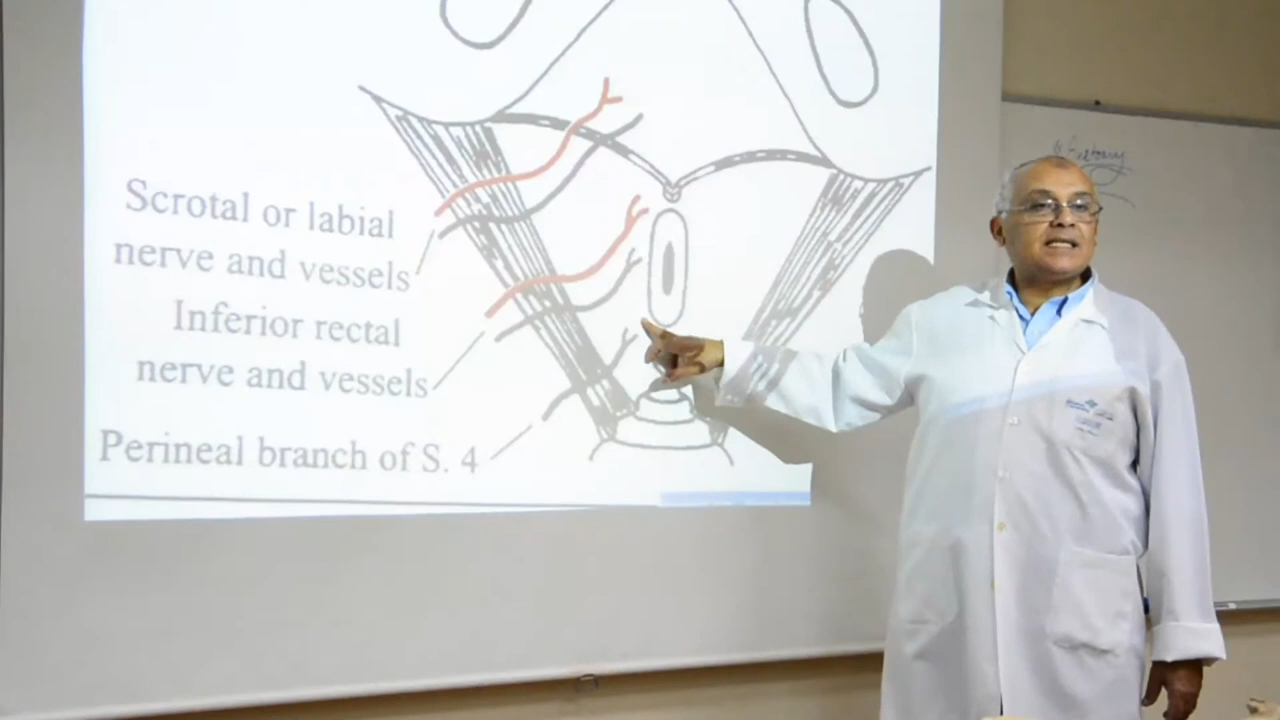 Scrotal or labial
nerve and vessels
Inferior rectal
nerve and vessels
Perineal branch of S. 4